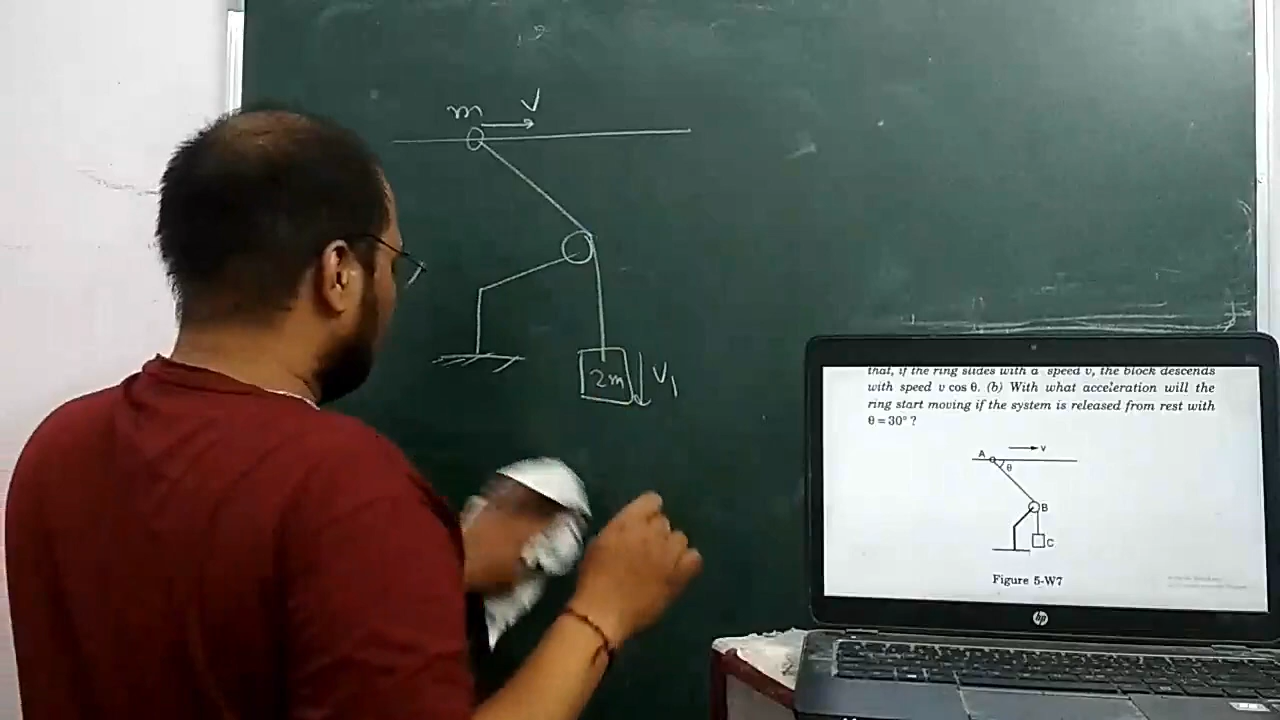 m
V
2m
V₁
that, if the ring slides with a speed v, the block descends
with speed v cos θ. (b) With what acceleration will the
ring start moving if the system is released from rest with
θ = 30° ?
A
v
θ
B
C
Figure 5-W7
hp